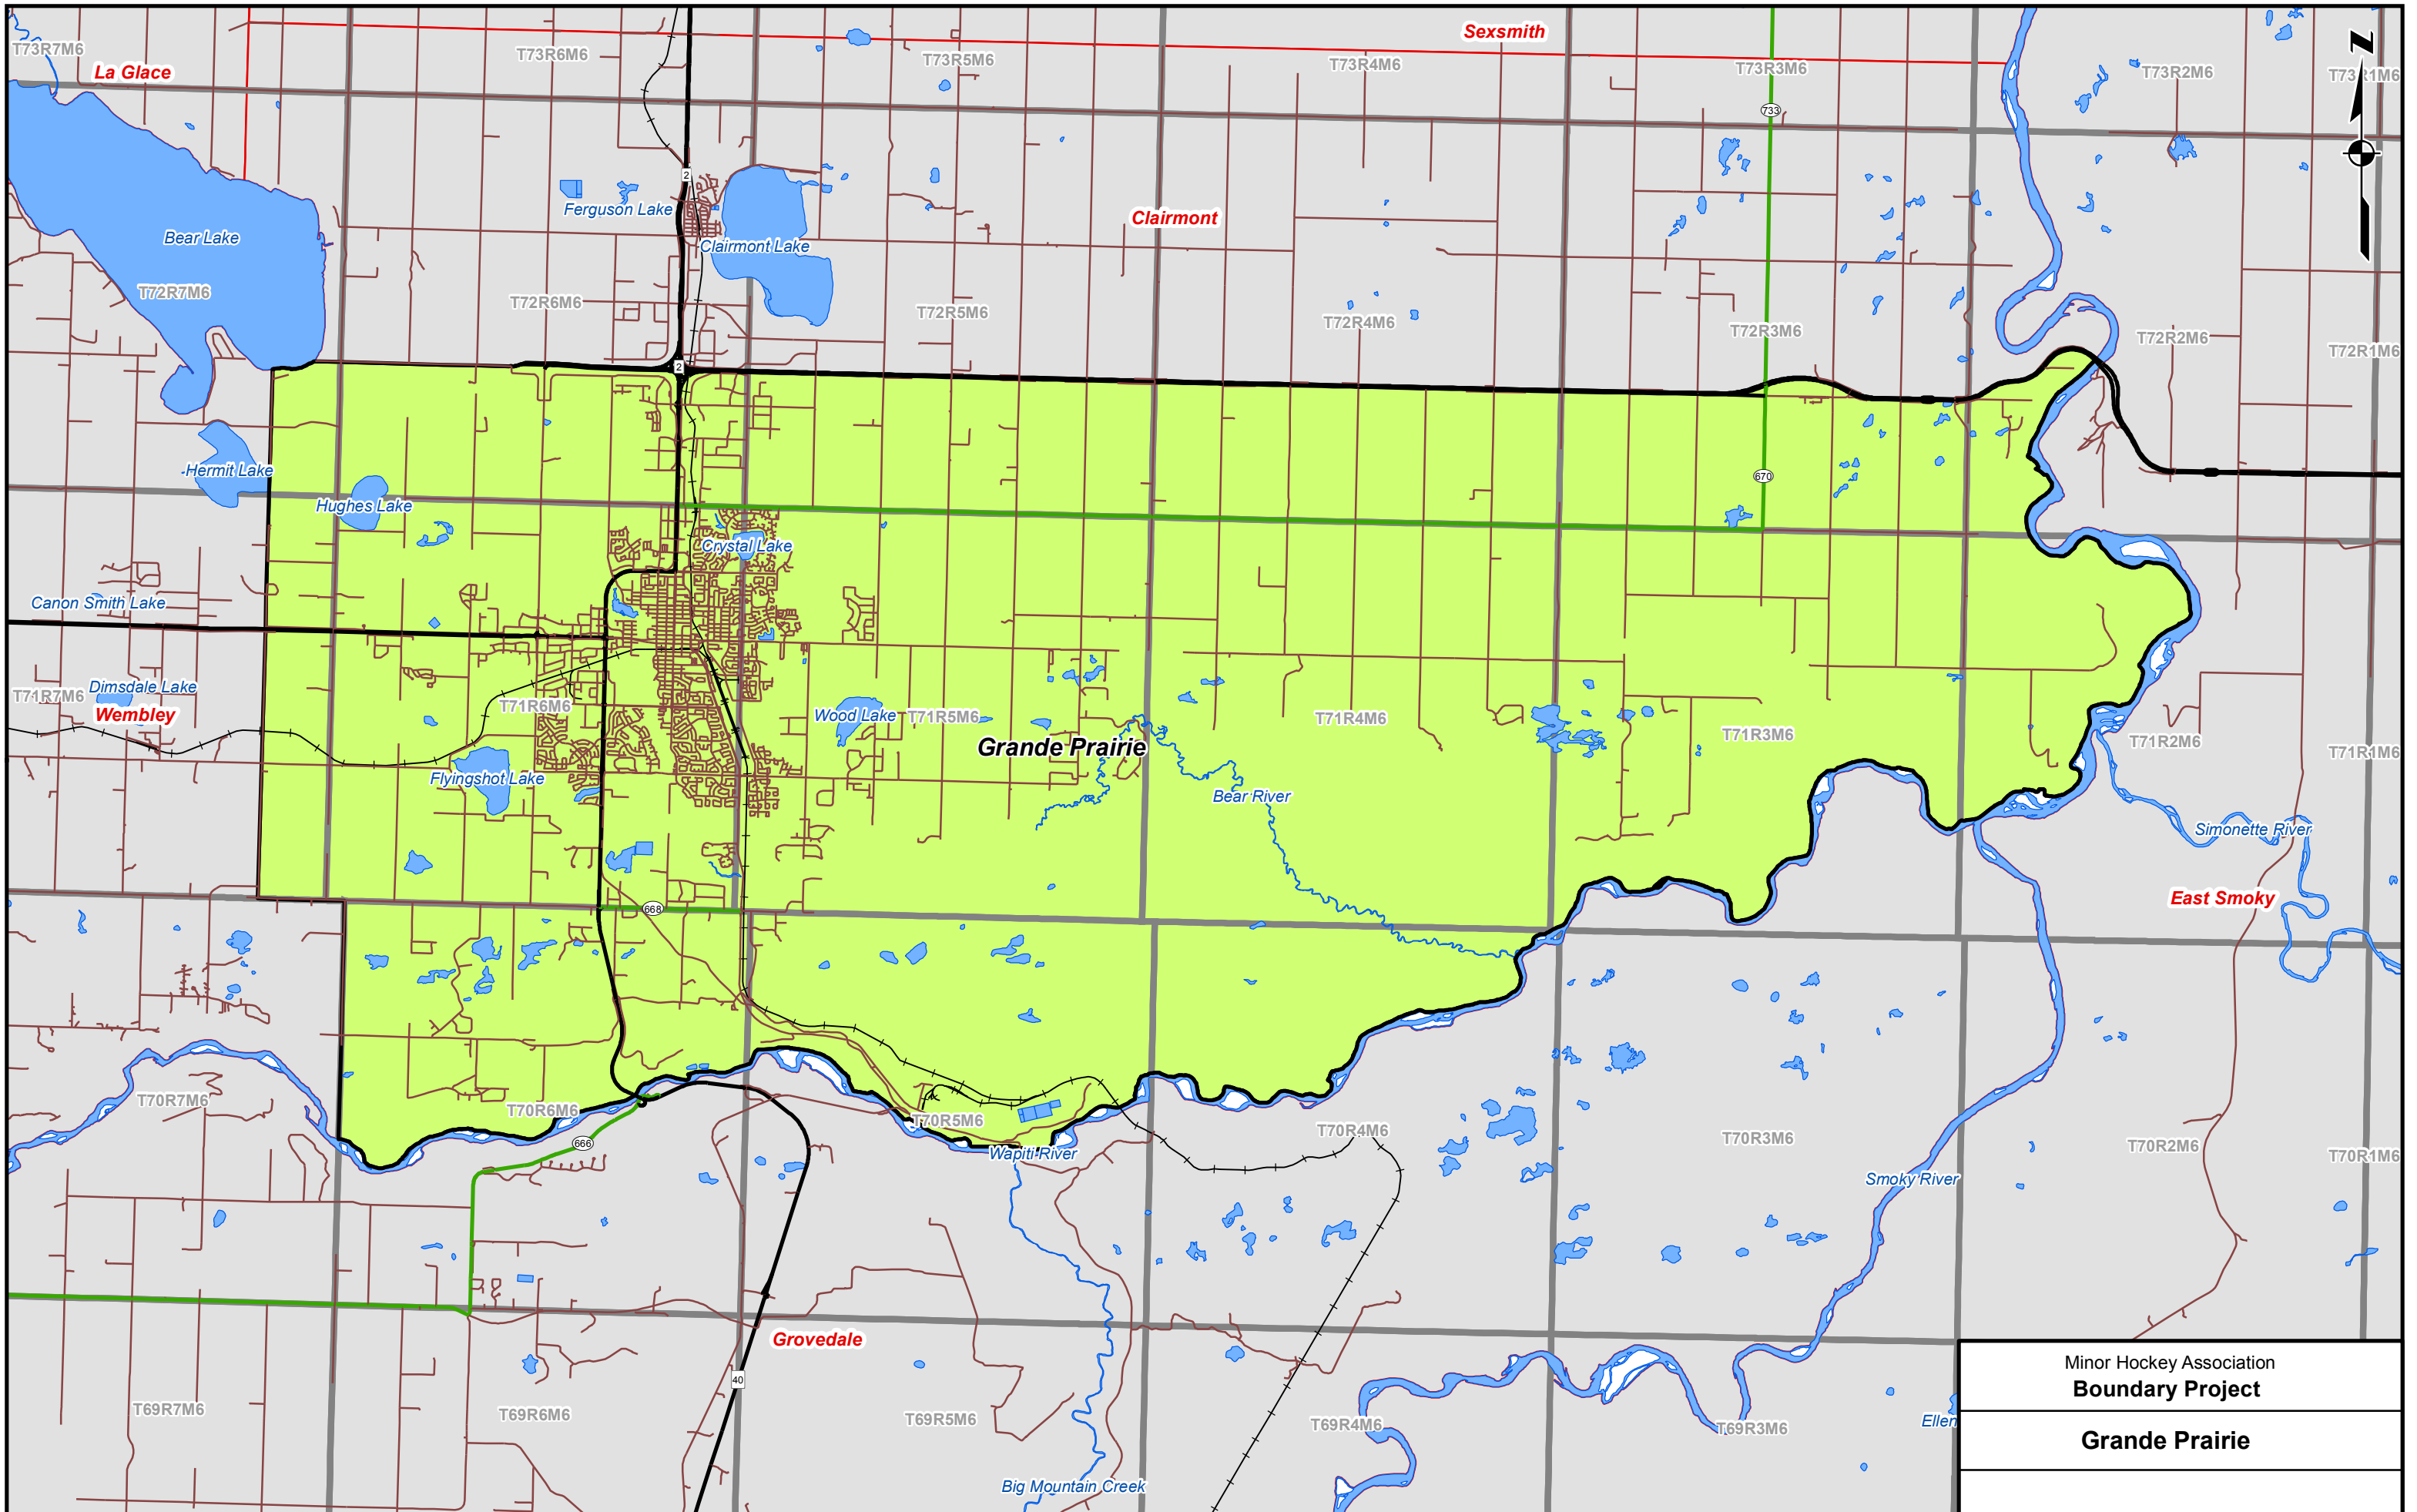 Sexsmith
T73R7M6
T73R6M6
T73R5M6
T73R4M6
T73R3M6
T73R2M6
T73R1M6
La Glace
N
733
2
Ferguson Lake
Clairmont
Bear Lake
Clairmont Lake
T72R7M6
T72R6M6
T72R5M6
T72R4M6
T72R3M6
T72R2M6
T72R1M6
2
Hermit Lake
670
Hughes Lake
Crystal Lake
Canon Smith Lake
Dimsdale Lake
T71R7M6
Wembley
T71R6M6
Wood Lake
T71R5M6
T71R4M6
T71R3M6
T71R2M6
T71R1M6
Grande Prairie
Flyingshot Lake
Bear River
Simonette River
East Smoky
668
T70R7M6
T70R6M6
T70R5M6
T70R4M6
T70R3M6
T70R2M6
T70R1M6
666
Wapiti River
Smoky River
Grovedale
40
T69R7M6
T69R6M6
T69R5M6
T69R4M6
T69R3M6
Ellen
Big Mountain Creek
Minor Hockey Association
Boundary Project
Grande Prairie